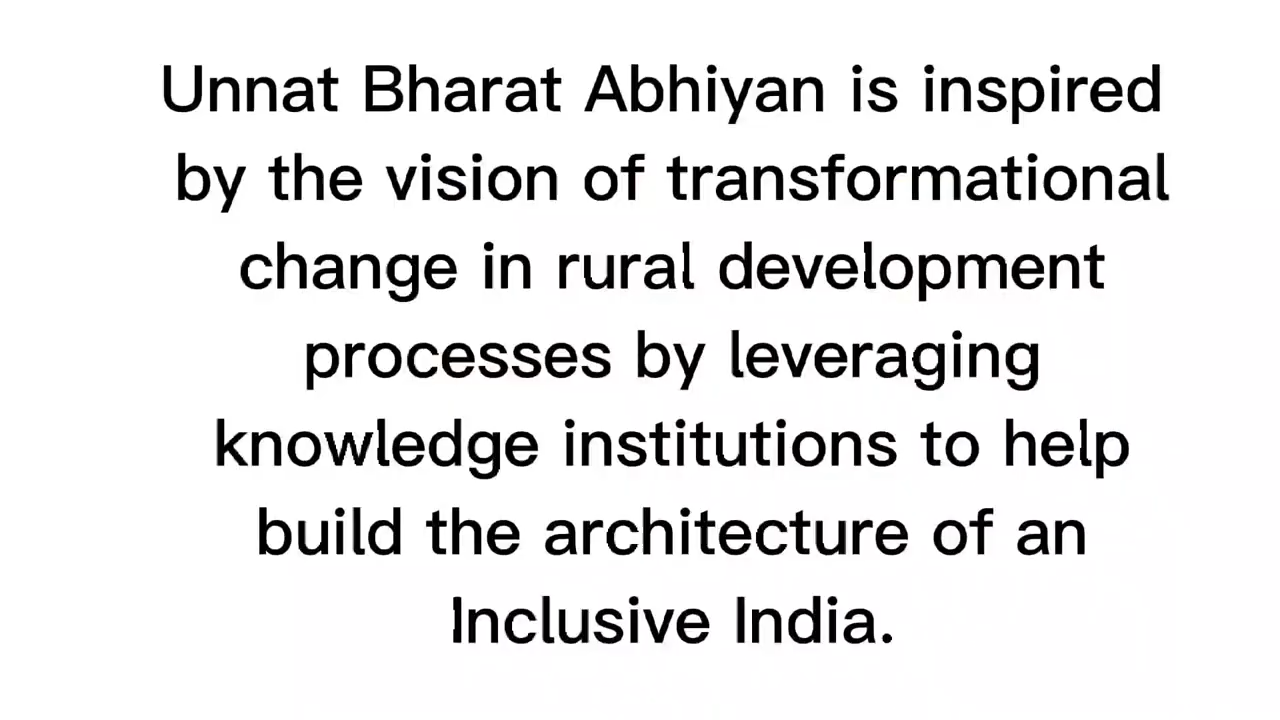 Unnat Bharat Abhiyan is inspired
by the vision of transformational
change in rural development
processes by leveraging
knowledge institutions to help
build the architecture of an
Inclusive India.